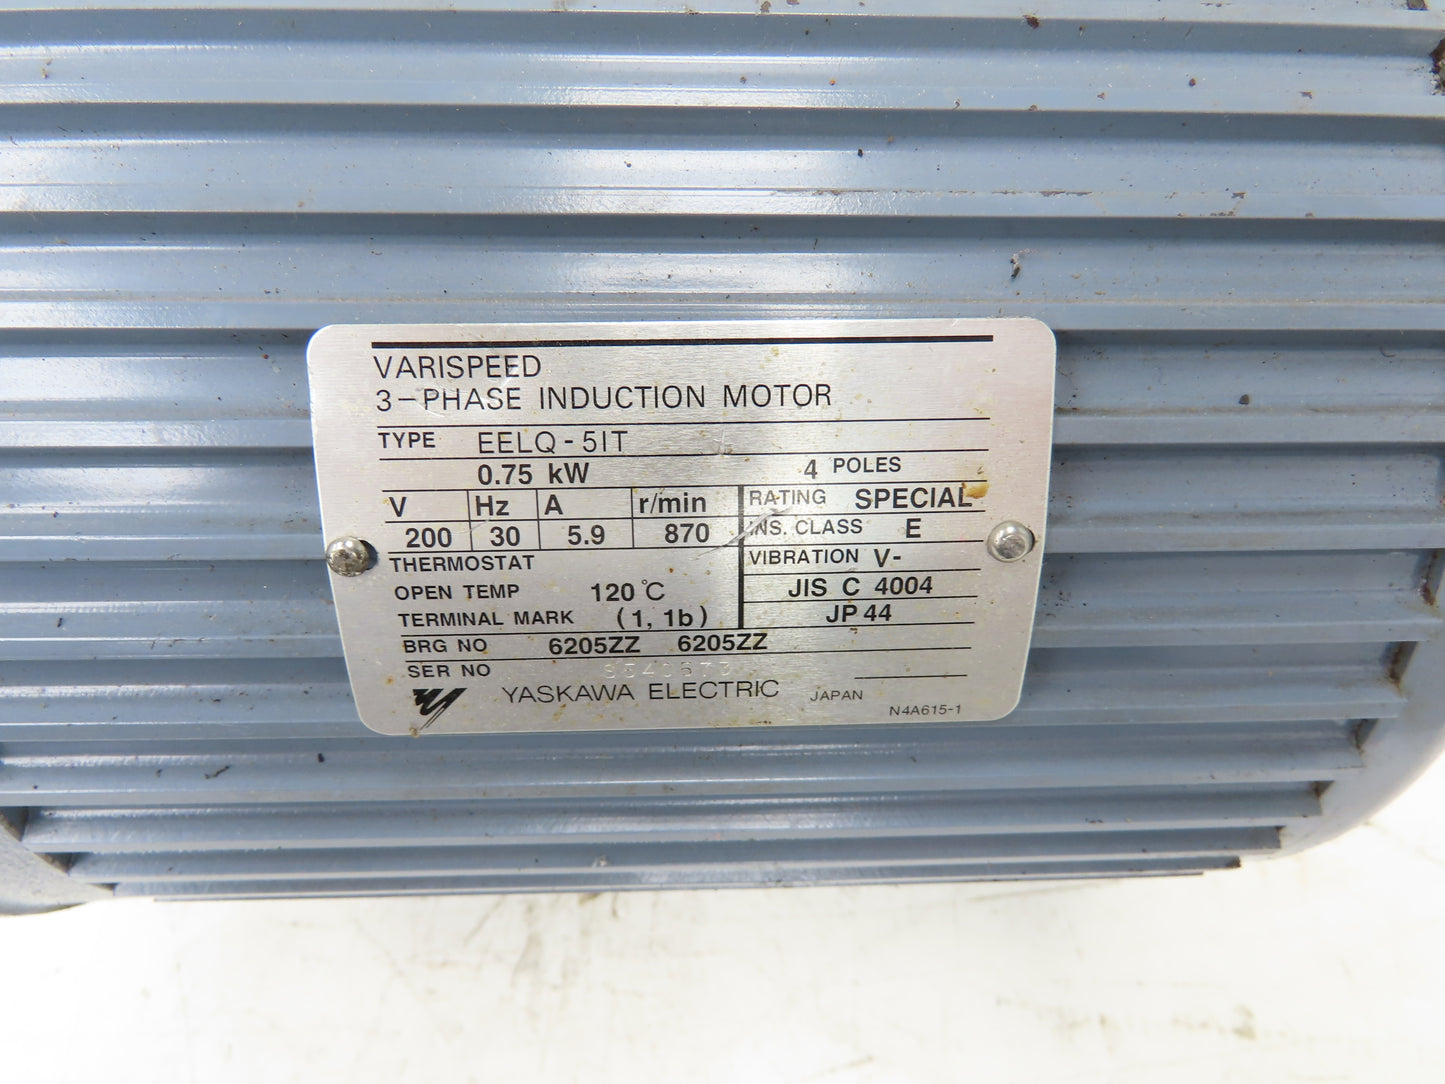 VARISPEED
3-PHASE INDUCTION MOTOR
TYPE EELQ-5IT
0.75 kW 4 POLES
V Hz A r/min RATING SPECIAL
200 30 5.9 870 INS. CLASS E
THERMOSTAT VIBRATION V-
OPEN TEMP 120°C JIS C 4004
TERMINAL MARK (1, 1b) JP 44
BRG NO 6205ZZ 6205ZZ
SER NO
YASKAWA ELECTRIC JAPAN
N4A615-1